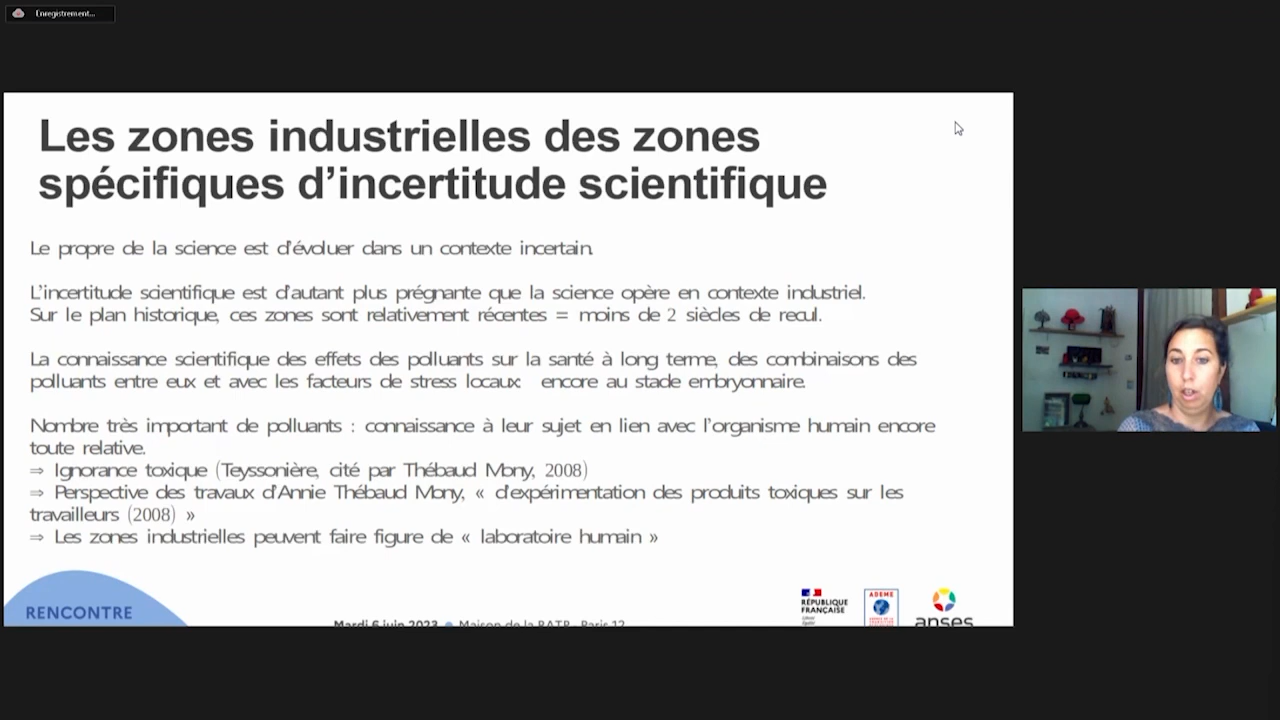 Enregistrement...
Les zones industrielles des zones
spécifiques d’incertitude scientifique
Le propre de la science est d’évoluer dans un contexte incertain.
L’incertitude scientifique est d’autant plus prégnante que la science opère en contexte industriel.
Sur le plan historique, ces zones sont relativement récentes = moins de 2 siècles de recul.
La connaissance scientifique des effets des polluants sur la santé à long terme, des combinaisons des
polluants entre eux et avec les facteurs de stress locaux encore au stade embryonnaire.
Nombre très important de polluants : connaissance à leur sujet en lien avec l’organisme humain encore
toute relative.
⇒ Ignorance toxique (Teyssonière, cité par Thébaud Mony, 2008)
⇒ Perspective des travaux d’Annie Thébaud Mony, « d’expérimentation des produits toxiques sur les
travailleurs (2008) »
⇒ Les zones industrielles peuvent faire figure de « laboratoire humain »
RENCONTRE
Mardi 6 juin 2023 ● Maison de la RATP - Paris 12
RÉPUBLIQUE
FRANÇAISE
Liberté
Égalité
ADEME
anses